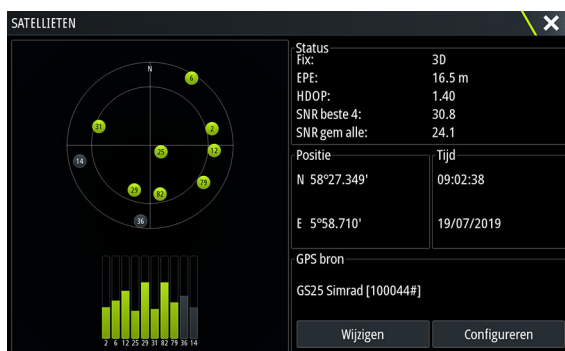 SATELLIETEN
N
6
31
2
12
25
14
79
29
82
36
2 6 12 25 29 31 82 79 36 14
Status
Fix: 3D
EPE: 16.5 m
HDOP: 1.40
SNR beste 4: 30.8
SNR gem alle: 24.1
Positie
N 58°27.349'
E 5°58.710'
Tijd
09:02:38
19/07/2019
GPS bron
GS25 Simrad [100044#]
Wijzigen
Configureren